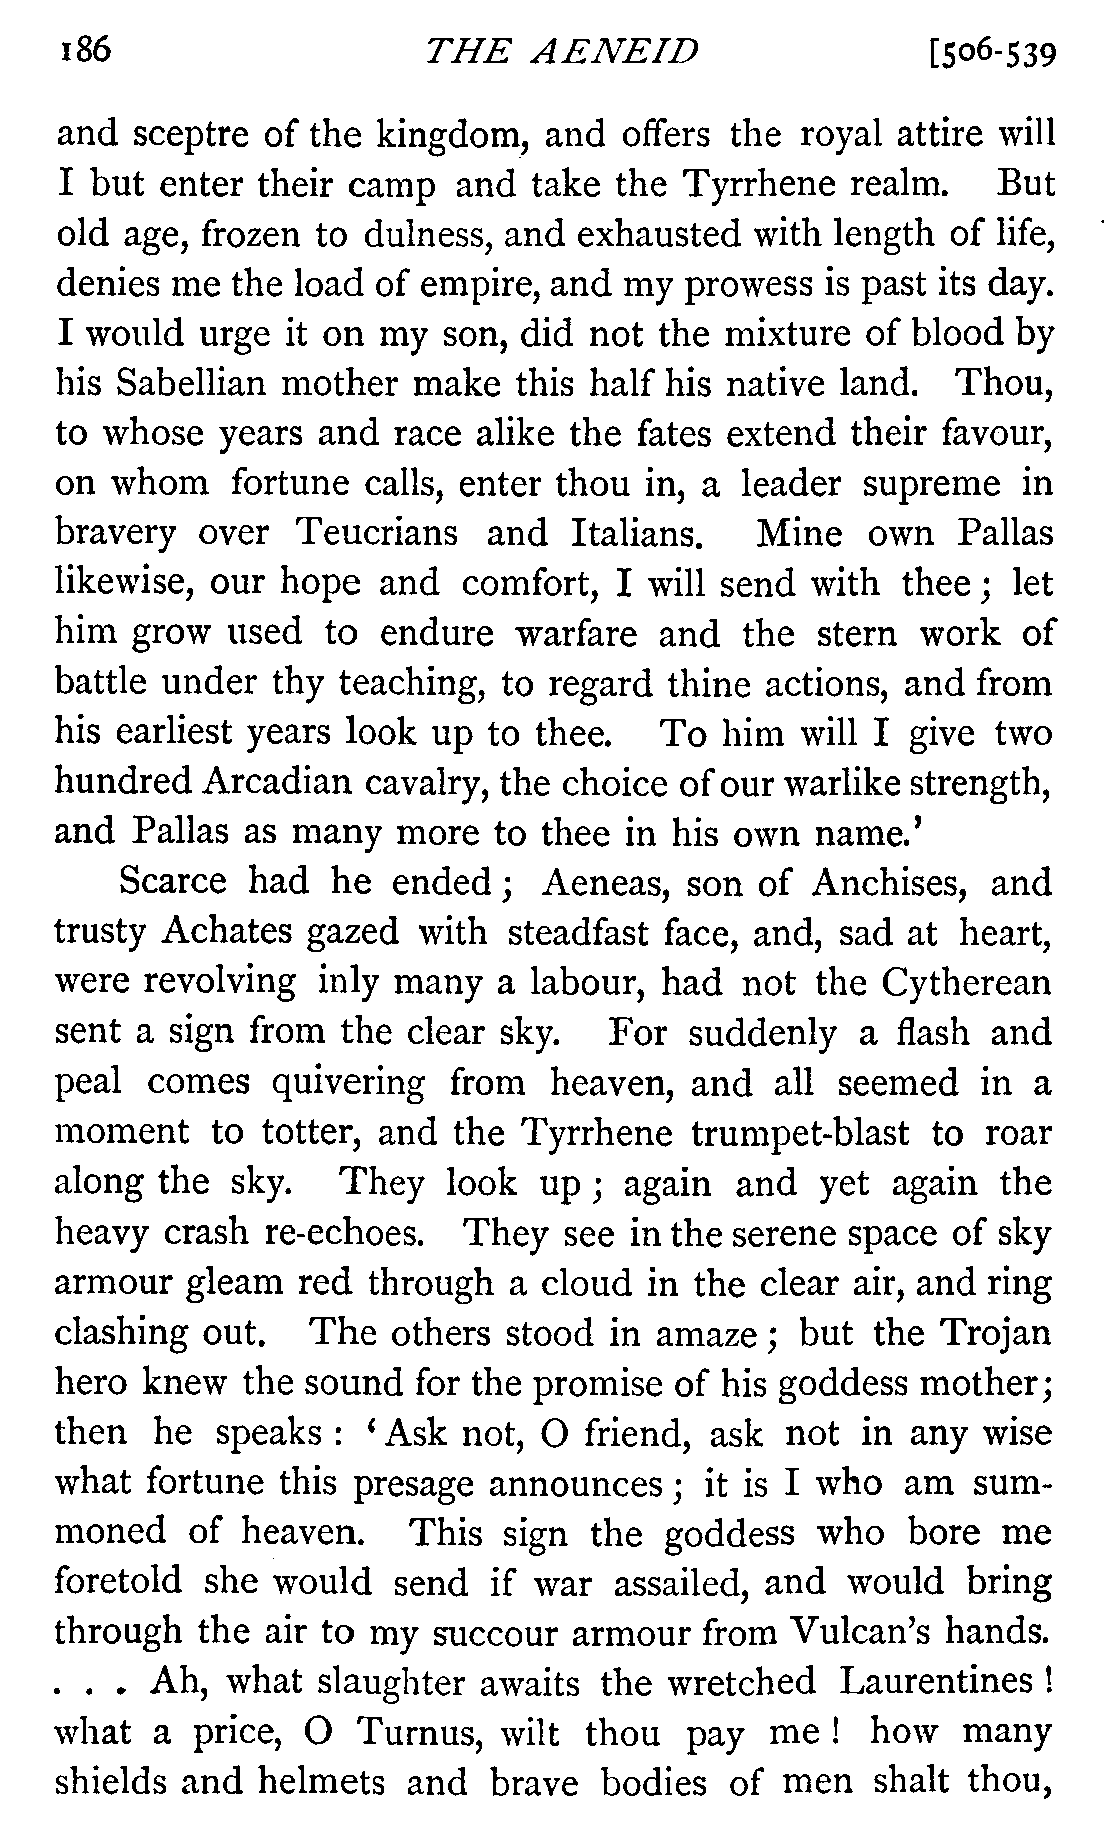 186 THE AENEID [506-539
and sceptre of the kingdom, and offers the royal attire will
I but enter their camp and take the Tyrrhene realm. But
old age, frozen to dulness, and exhausted with length of life,
denies me the load of empire, and my prowess is past its day.
I would urge it on my son, did not the mixture of blood by
his Sabellian mother make this half his native land. Thou,
to whose years and race alike the fates extend their favour,
on whom fortune calls, enter thou in, a leader supreme in
bravery over Teucrians and Italians. Mine own Pallas
likewise, our hope and comfort, I will send with thee ; let
him grow used to endure warfare and the stern work of
battle under thy teaching, to regard thine actions, and from
his earliest years look up to thee. To him will I give two
hundred Arcadian cavalry, the choice of our warlike strength,
and Pallas as many more to thee in his own name.'
Scarce had he ended ; Aeneas, son of Anchises, and
trusty Achates gazed with steadfast face, and, sad at heart,
were revolving inly many a labour, had not the Cytherean
sent a sign from the clear sky. For suddenly a flash and
peal comes quivering from heaven, and all seemed in a
moment to totter, and the Tyrrhene trumpet-blast to roar
along the sky. They look up ; again and yet again the
heavy crash re-echoes. They see in the serene space of sky
armour gleam red through a cloud in the clear air, and ring
clashing out. The others stood in amaze ; but the Trojan
hero knew the sound for the promise of his goddess mother;
then he speaks : ‘Ask not, O friend, ask not in any wise
what fortune this presage announces ; it is I who am sum-
moned of heaven. This sign the goddess who bore me
foretold she would send if war assailed, and would bring
through the air to my succour armour from Vulcan's hands.
. . . Ah, what slaughter awaits the wretched Laurentines !
what a price, O Turnus, wilt thou pay me ! how many
shields and helmets and brave bodies of men shalt thou,